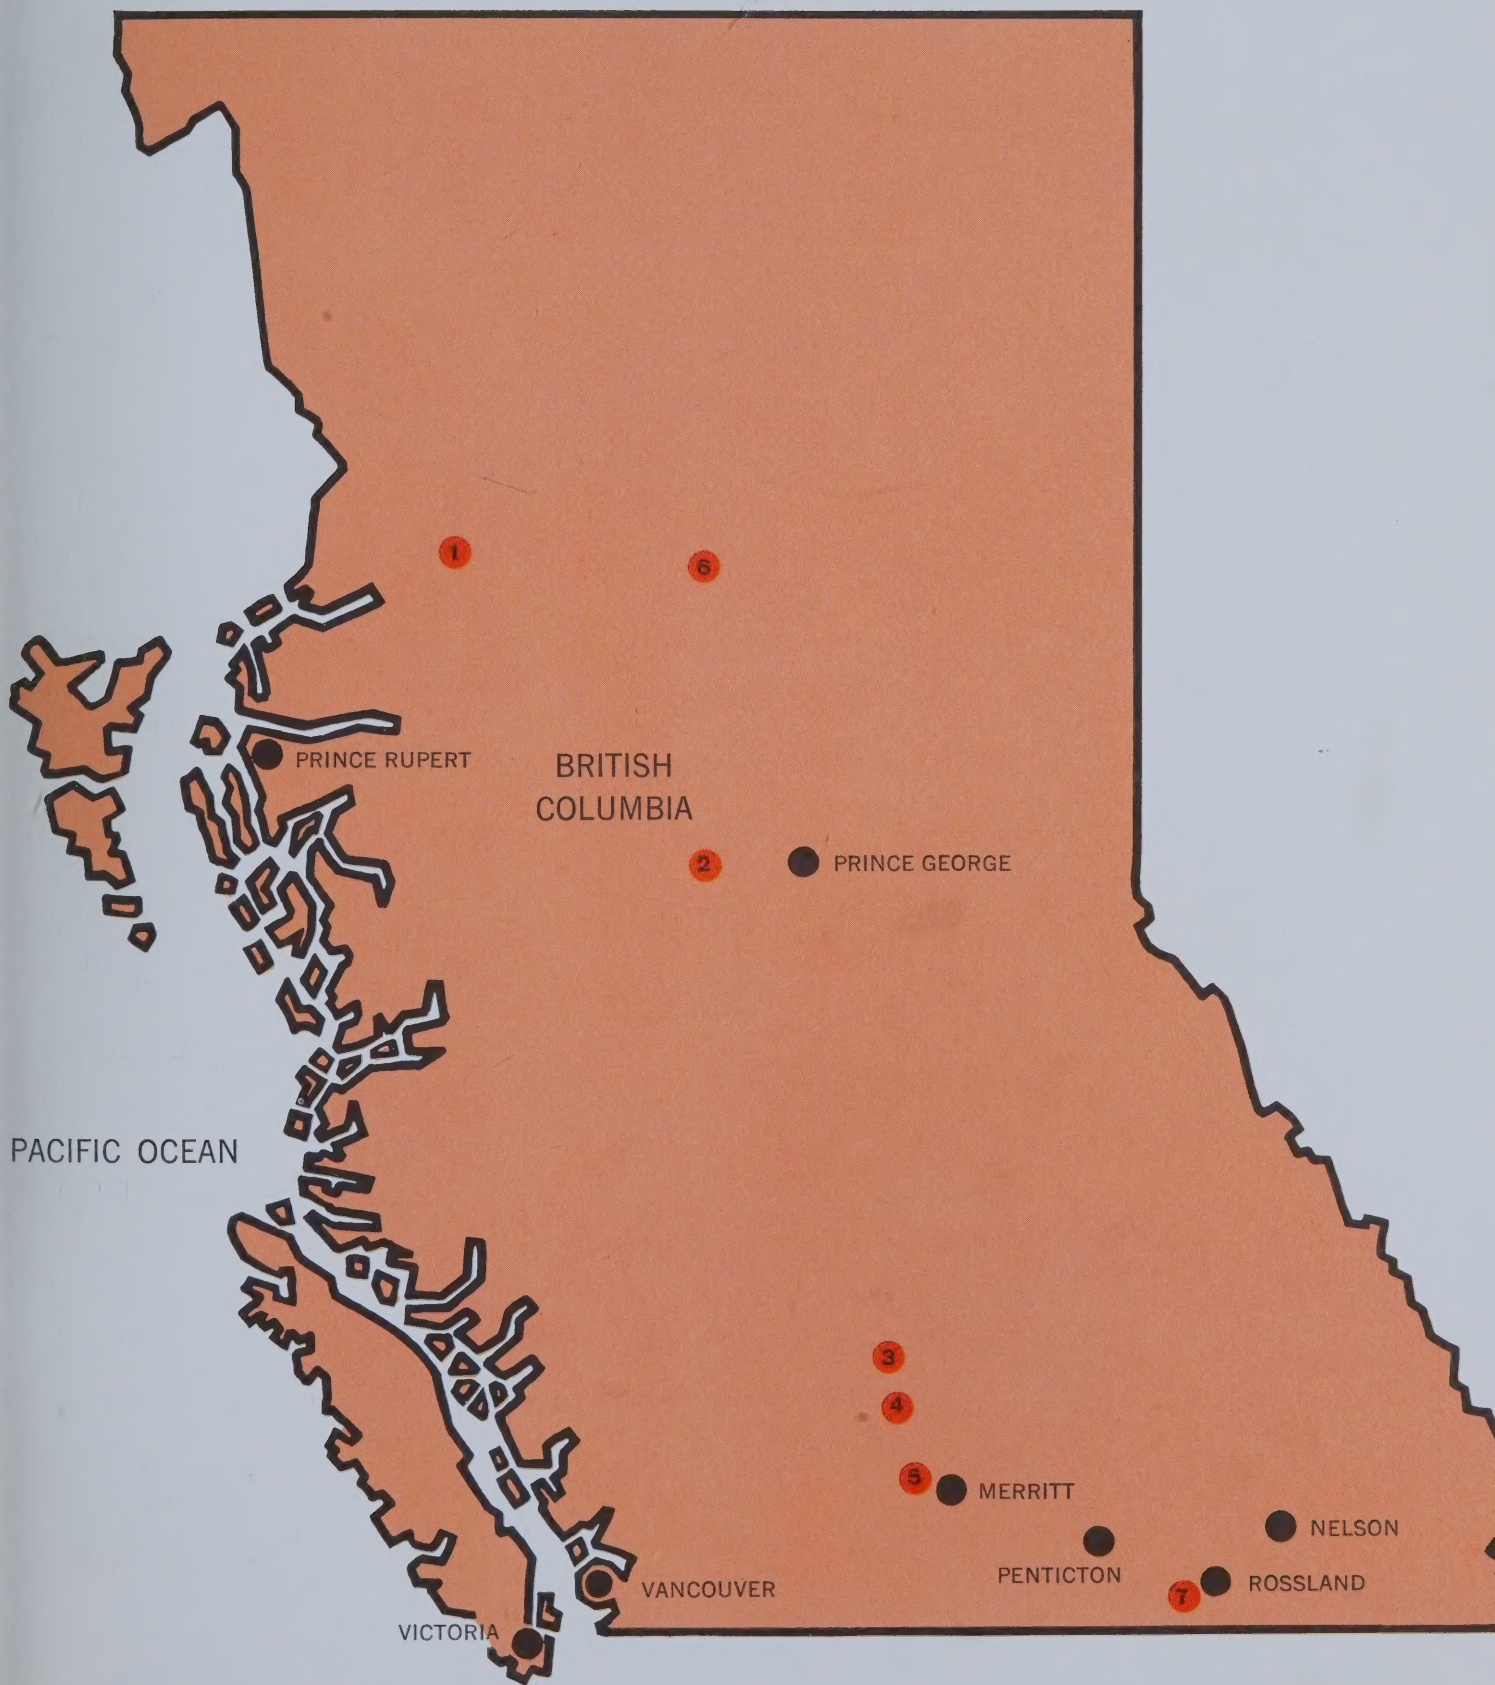 1
6
PRINCE RUPERT
BRITISH
COLUMBIA
2
PRINCE GEORGE
PACIFIC OCEAN
3
4
5
MERRITT
NELSON
PENTICTON
ROSSLAND
7
VANCOUVER
VICTORIA